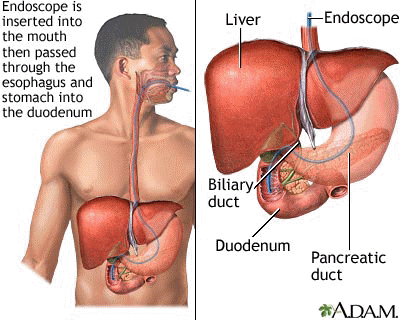 Endoscope is
inserted into
the mouth
then passed
through the
esophagus and
stomach into
the duodenum
Liver
Endoscope
Biliary
duct
Duodenum
Pancreatic
duct
ADAM.